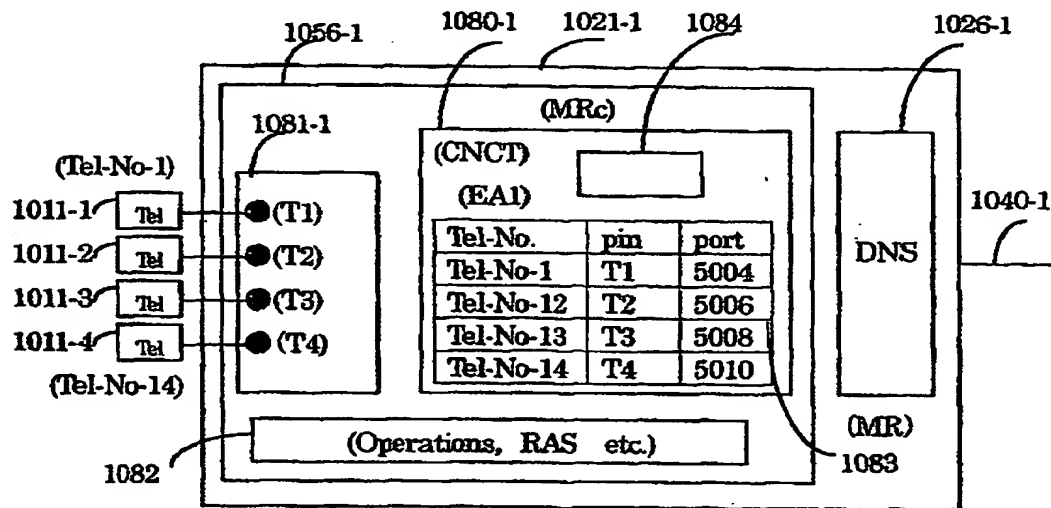 1056-1 1080-1 1021-1 1084 1026-1
(MRc)
1081-1
(CNCT)
(Tel-No-1)
(EA1)
1011-1 Tel (T1)
1040-1
Tel-No. pin port
DNS
1011-2 Tel (T2)
Tel-No-1 T1 5004
Tel-No-12 T2 5006
1011-3 Tel (T3)
Tel-No-13 T3 5008
1011-4 Tel (T4)
Tel-No-14 T4 5010
(Tel-No-14)
(MR)
(Operations, RAS etc.)
1082
1083